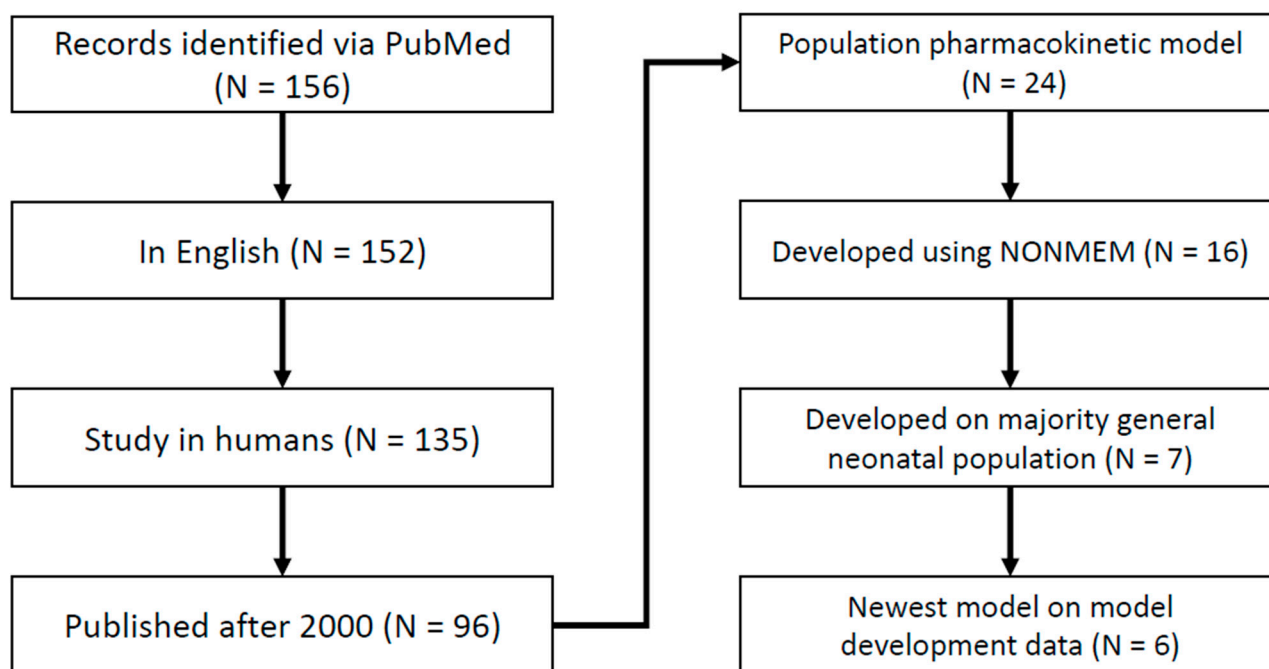 Records identified via PubMed
(N = 156)
In English (N = 152)
Study in humans (N = 135)
Published after 2000 (N = 96)
Population pharmacokinetic model
(N = 24)
Developed using NONMEM (N = 16)
Developed on majority general
neonatal population (N = 7)
Newest model on model
development data (N = 6)